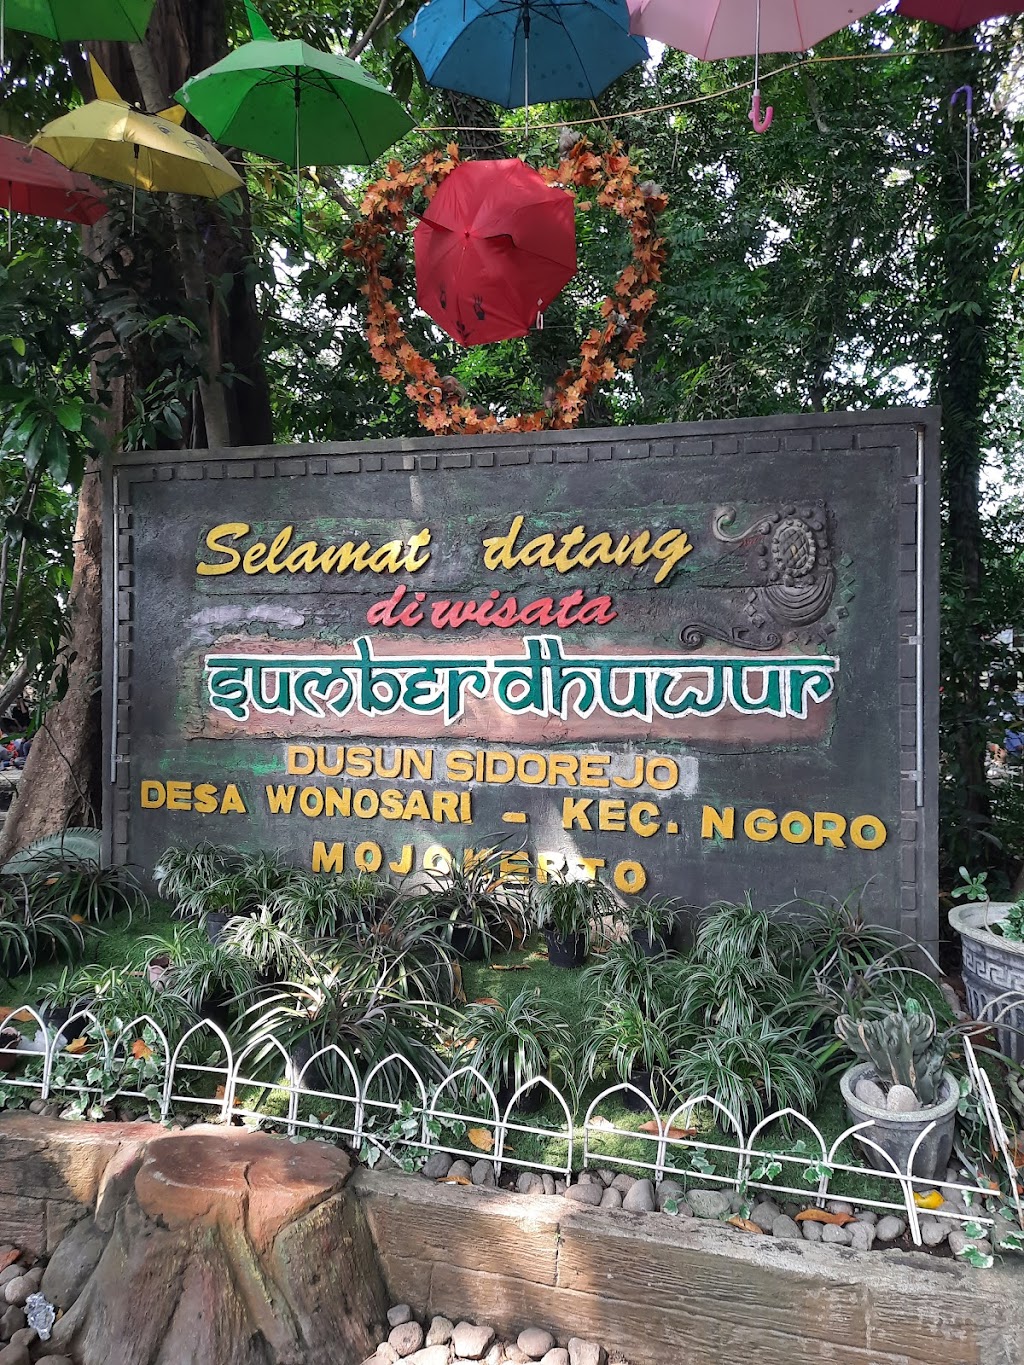 Selamat datang
di wisata
sumber dhuwur
DUSUN SIDOREJO
DESA WONOSARI - KEC. NGORO
MOJOKERTO